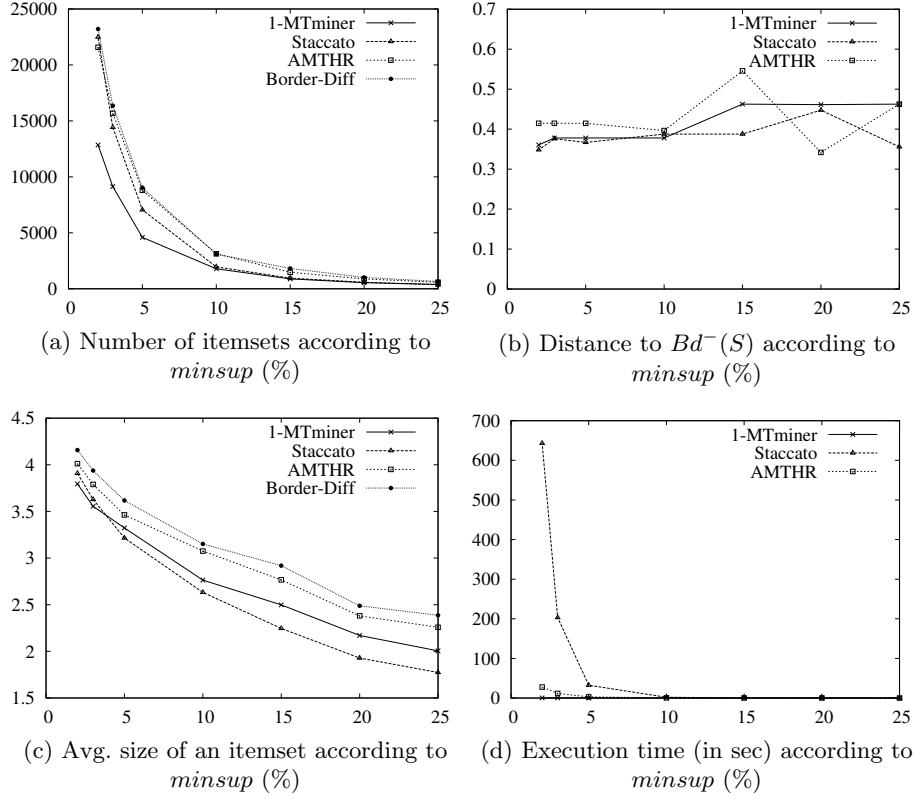 25000
20000
15000
10000
5000
0
0 5 10 15 20 25
1-MTminer
Staccato
AMTHR
Border-Diff
(a) Number of itemsets according to
minsup (%)
0.7
0.6
0.5
0.4
0.3
0.2
0.1
0
0 5 10 15 20 25
1-MTminer
Staccato
AMTHR
(b) Distance to Bd⁻(S) according to
minsup (%)
4.5
4
3.5
3
2.5
2
1.5
0 5 10 15 20 25
1-MTminer
Staccato
AMTHR
Border-Diff
(c) Avg. size of an itemset according to
minsup (%)
700
600
500
400
300
200
100
0
0 5 10 15 20 25
1-MTminer
Staccato
AMTHR
(d) Execution time (in sec) according to
minsup (%)